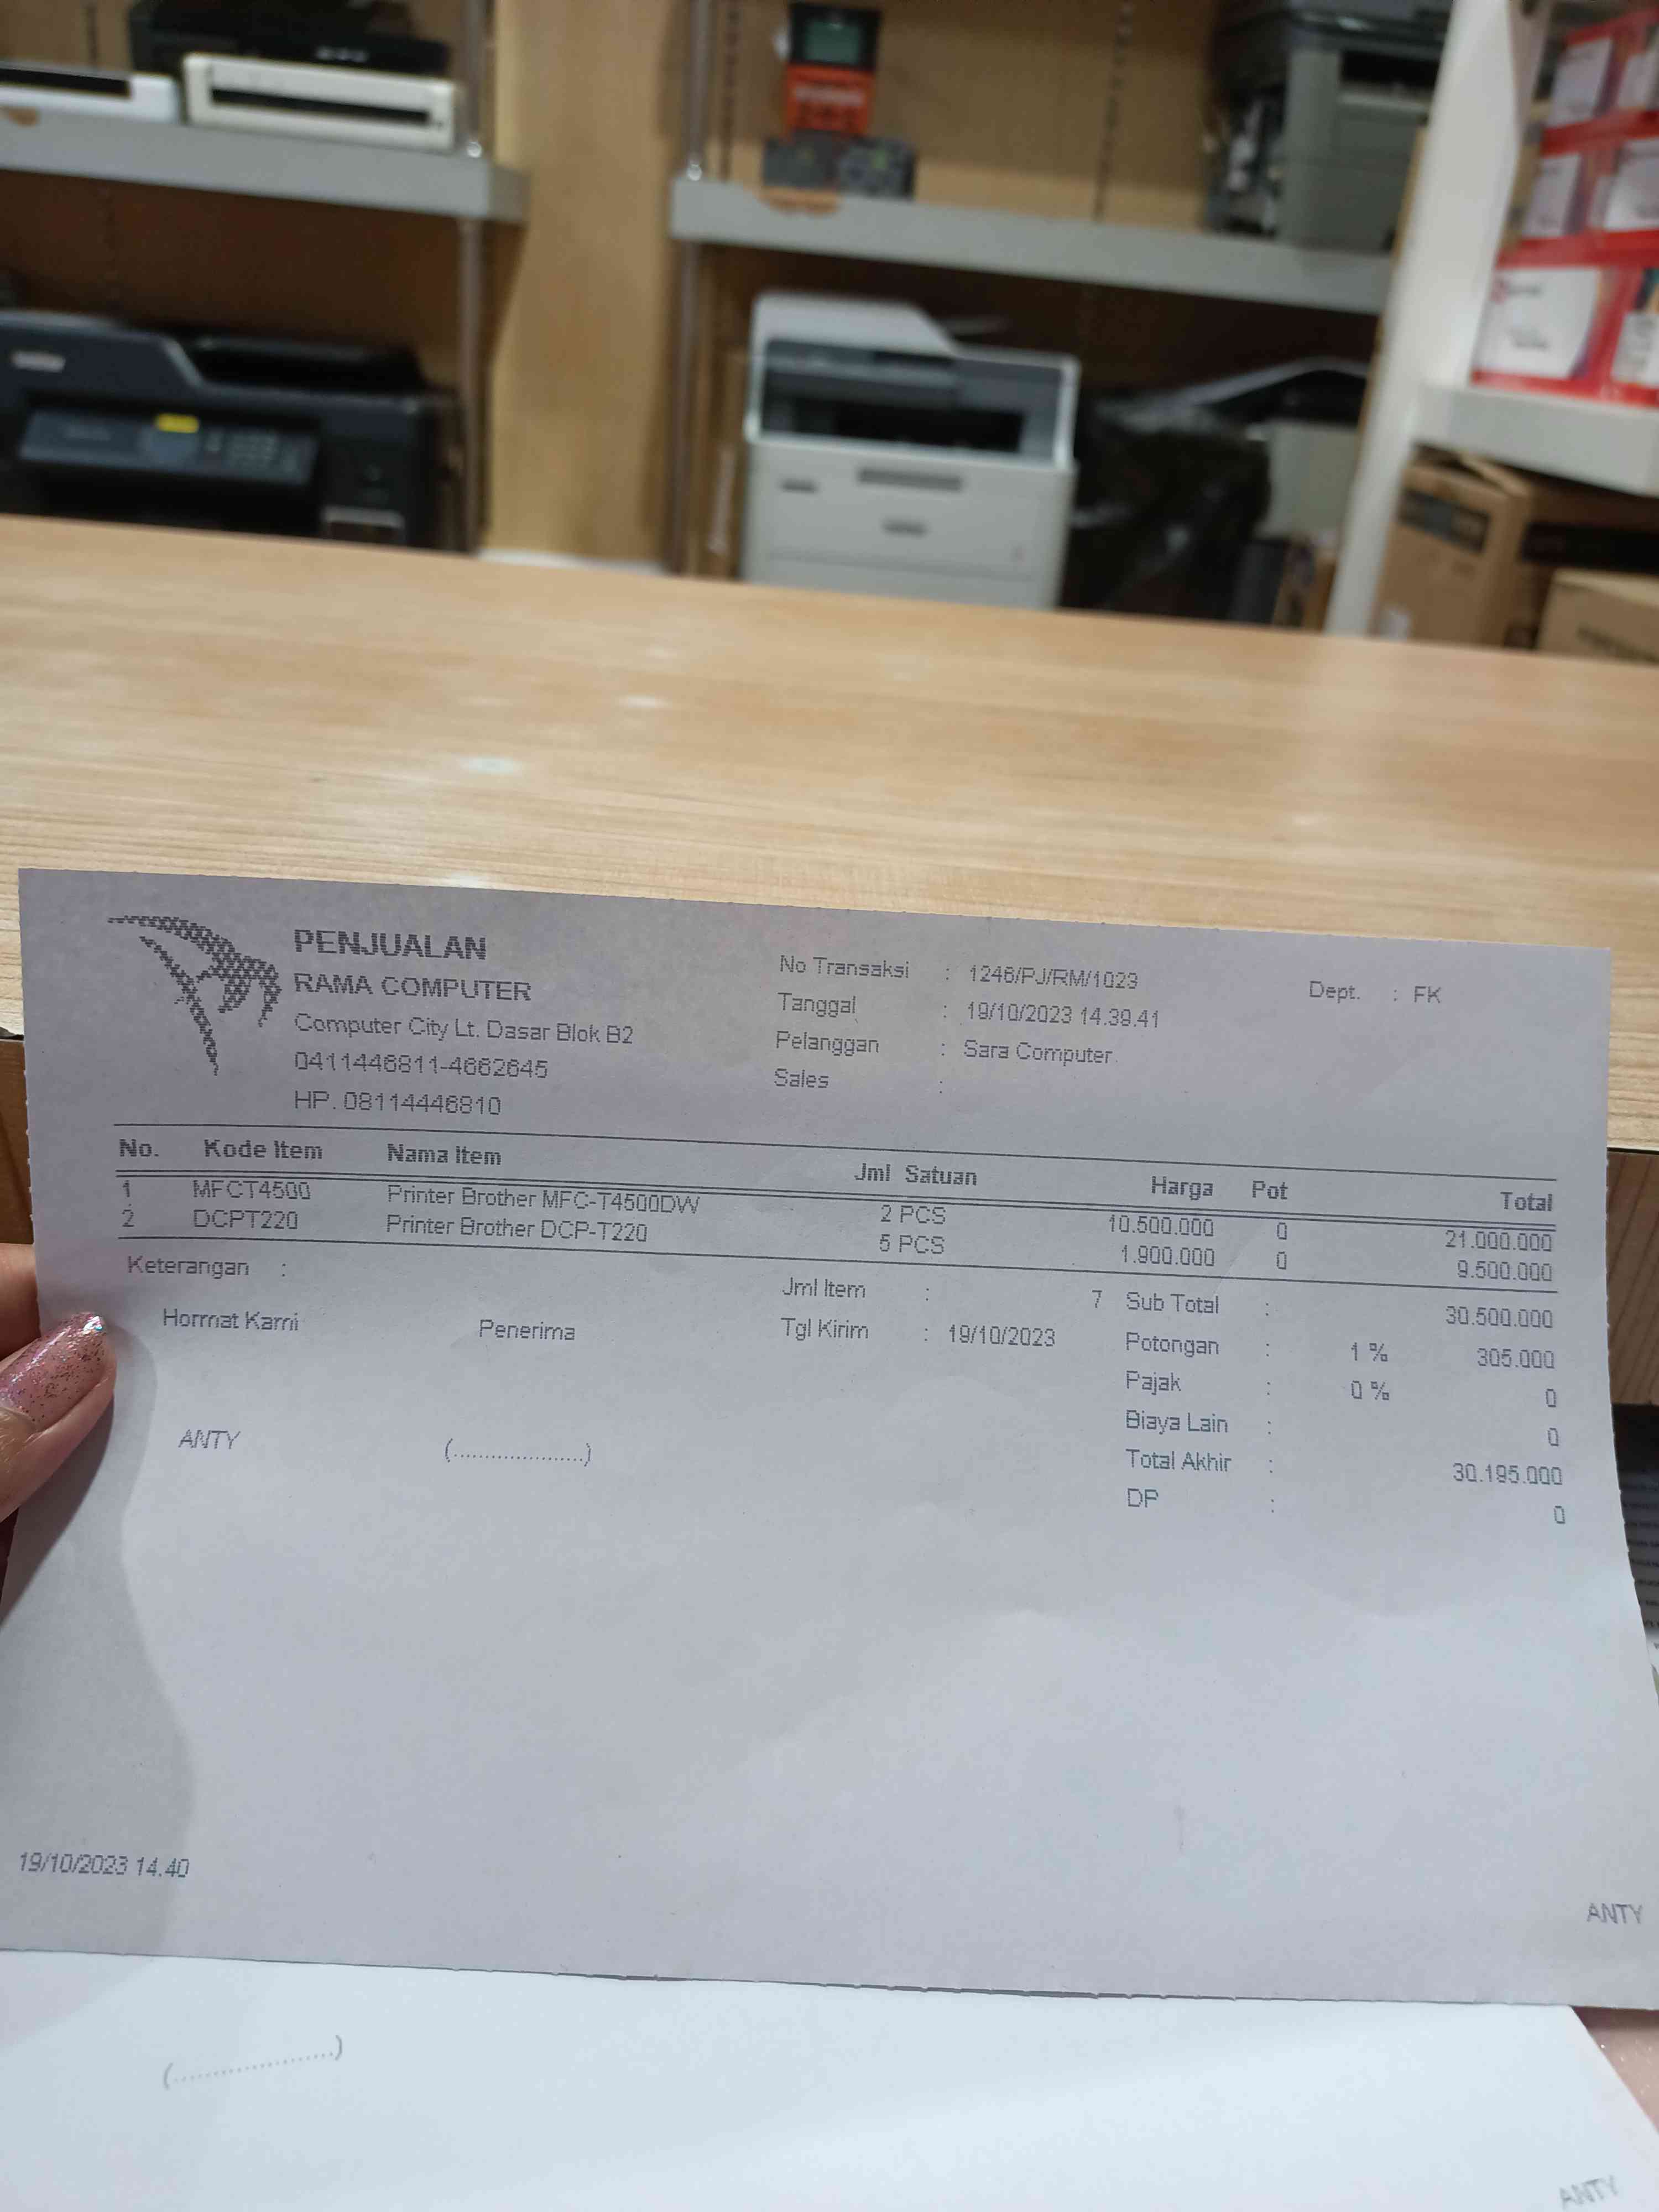 PENJUALAN
RAMA COMPUTER
Computer City Lt. Dasar Blok B2
0411446811-4662645
HP. 08114446810
No Transaksi : 1246/PJ/RM/1023
Tanggal : 19/10/2023 14.39.41
Pelanggan : Sara Computer
Sales :
Dept. : FK
No. Kode Item Nama Item Jml Satuan Harga Pot Total
1 MFCT4500 Printer Brother MFC-T4500DW 2 PCS 10.500.000 0 21.000.000
2 DCPT220 Printer Brother DCP-T220 5 PCS 1.900.000 0 9.500.000
Keterangan :
Jml Item : 7
Tgl Kirim : 19/10/2023
Hormat Kami
Penerima
ANTY
(.....................)
Sub Total : 30.500.000
Potongan : 1 % 305.000
Pajak : 0 % 0
Biaya Lain : 0
Total Akhir : 30.195.000
DP : 0
19/10/2023 14.40
ANTY
(.....................)
ANTY